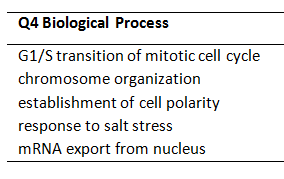 Q4 Biological Process
G1/S transition of mitotic cell cycle
chromosome organization
establishment of cell polarity
response to salt stress
mRNA export from nucleus